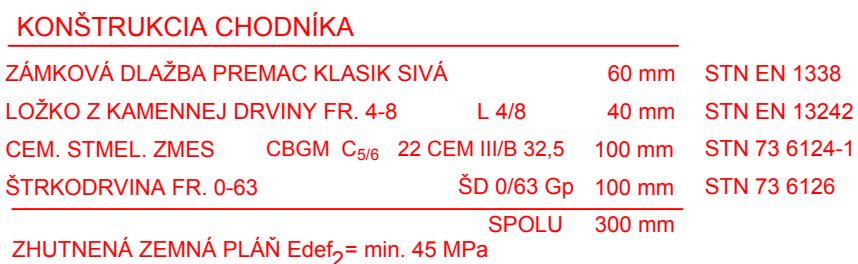 KONŠTRUKCIA CHODNÍKA
ZÁMKOVÁ DLAŽBA PREMAC KLASIK SIVÁ 60 mm STN EN 1338
LOŽKO Z KAMENNEJ DRVINY FR. 4-8 L 4/8 40 mm STN EN 13242
CEM. STMEL. ZMES CBGM C5/6 22 CEM III/B 32,5 100 mm STN 73 6124-1
ŠTRKODRVINA FR. 0-63 ŠD 0/63 Gp 100 mm STN 73 6126
SPOLU 300 mm
ZHUTNENÁ ZEMNÁ PLÁŇ Edef2= min. 45 MPa